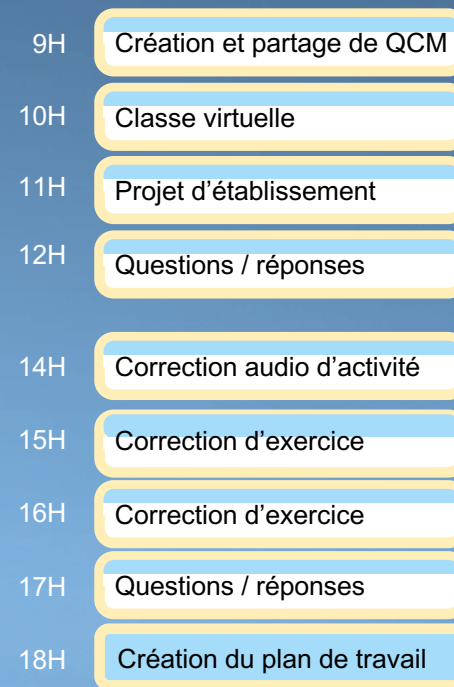 9H Création et partage de QCM
10H Classe virtuelle
11H Projet d’établissement
12H Questions / réponses
14H Correction audio d’activité
15H Correction d’exercice
16H Correction d’exercice
17H Questions / réponses
18H Création du plan de travail